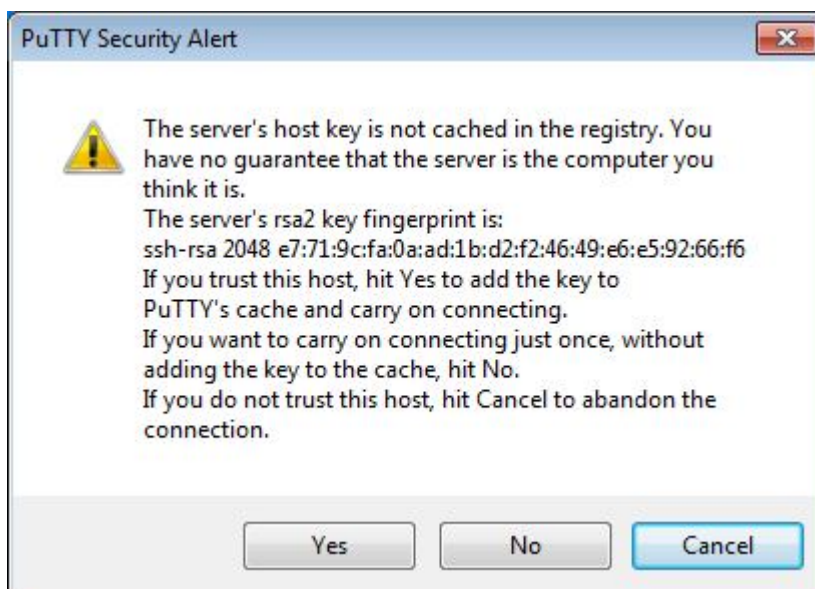 PuTTY Security Alert
The server's host key is not cached in the registry. You
have no guarantee that the server is the computer you
think it is.
The server's rsa2 key fingerprint is:
ssh-rsa 2048 e7:71:9c:fa:0a:ad:1b:d2:f2:46:49:e6:e5:92:66:f6
If you trust this host, hit Yes to add the key to
PuTTY's cache and carry on connecting.
If you want to carry on connecting just once, without
adding the key to the cache, hit No.
If you do not trust this host, hit Cancel to abandon the
connection.
Yes No Cancel